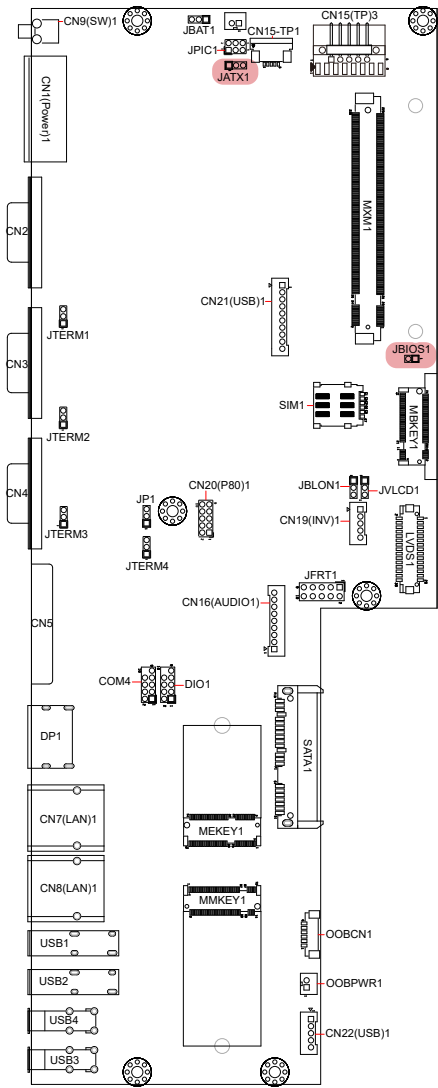 CN9(SW)1
JBAT1
CN15-TP1
CN15(TP)3
JPIC1
JATX1
CN1(Power)1
MXM1
CN2
CN21(USB)1
JTERM1
JBIOS1
CN3
SIM1
MBKEY1
JTERM2
CN20(P80)1
JBLON1
JVLCD1
CN4
JP1
CN19(INV)1
JTERM3
LVDS1
JTERM4
JFRT1
CN16(AUDIO1)
CN5
COM4
DIO1
DP1
SATA1
CN7(LAN)1
MEKEY1
CN8(LAN)1
MMKEY1
OOBCN1
USB1
USB2
OOBPWR1
USB4
CN22(USB)1
USB3